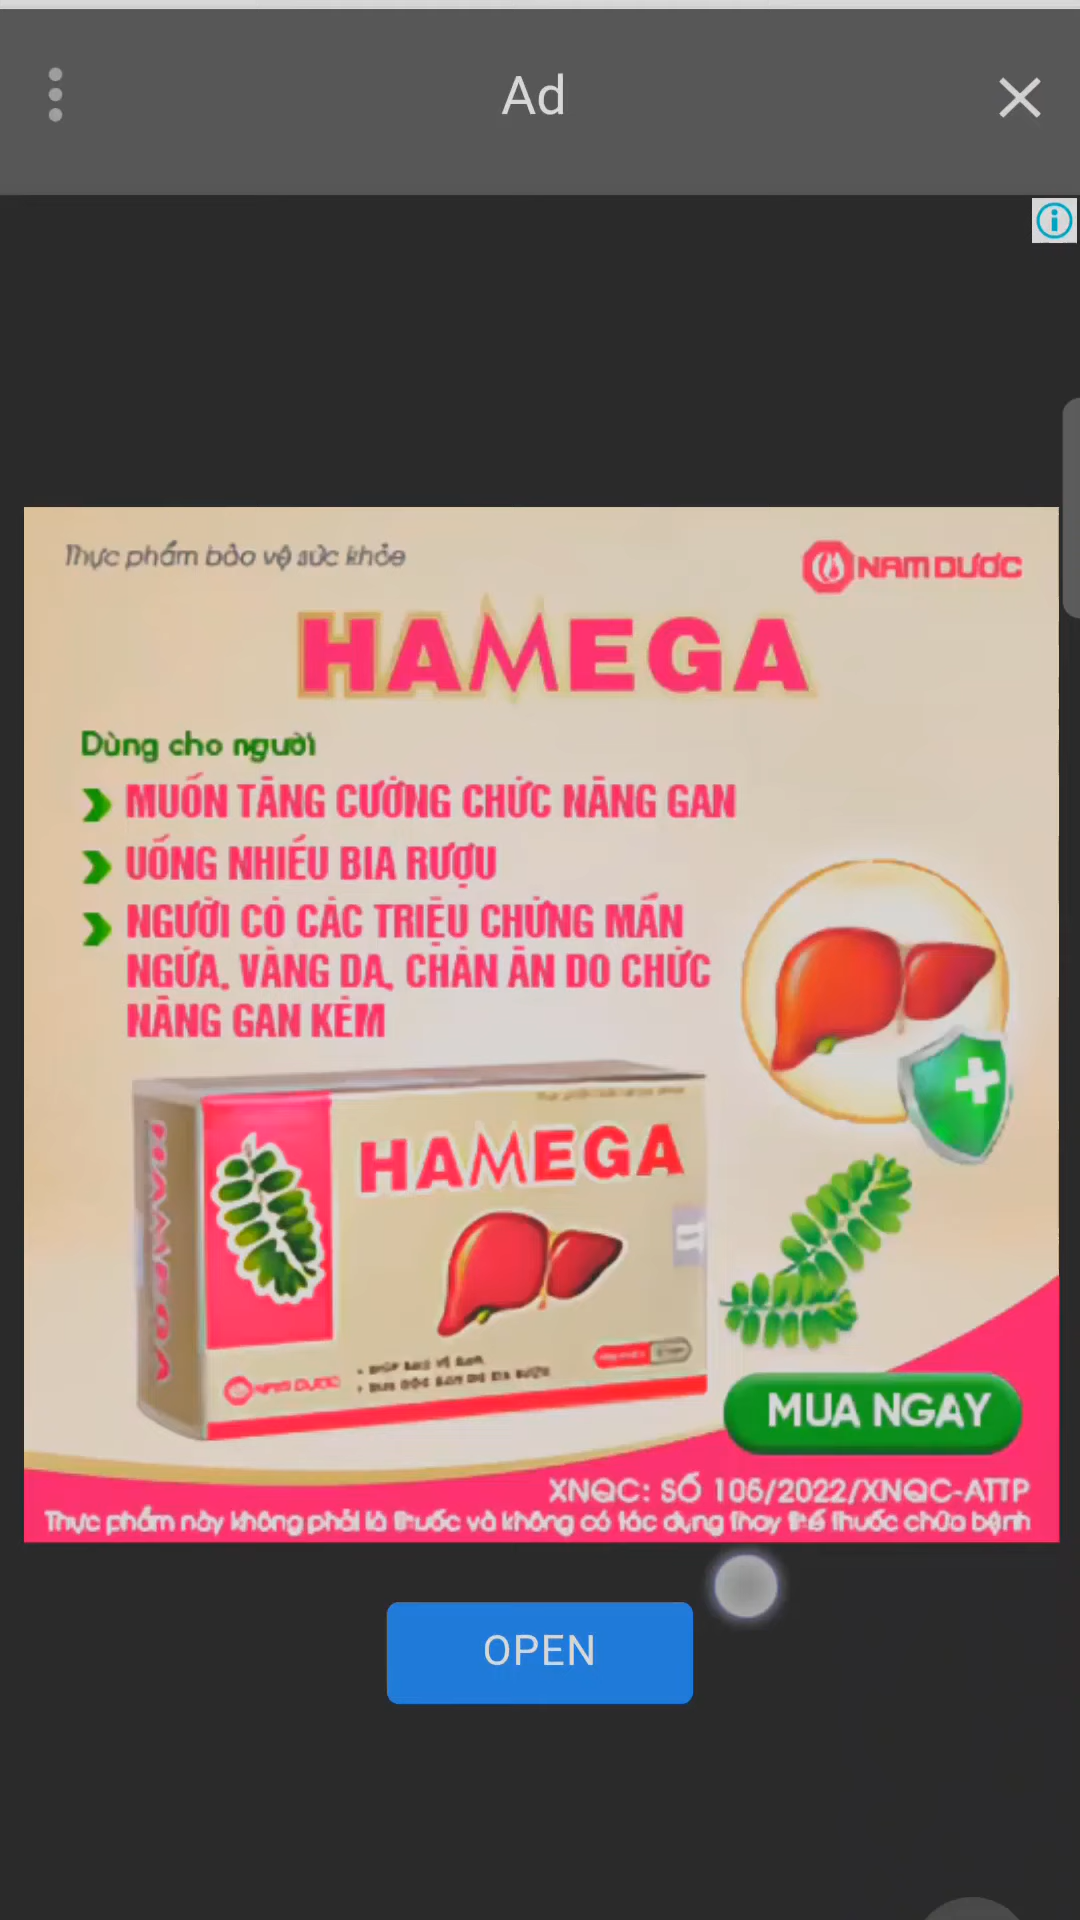 Ad
Thực phẩm bảo vệ sức khỏe
NAM DƯỢC
HAMEGA
Dùng cho người
MUỐN TĂNG CƯỜNG CHỨC NĂNG GAN
UỐNG NHIỀU BIA RƯỢU
NGƯỜI CÓ CÁC TRIỆU CHỨNG MẨN
NGỨA, VÀNG DA, CHÁN ĂN DO CHỨC
NĂNG GAN KÉM
HAMEGA
HAMEGA
NAM DƯỢC
MUA NGAY
XNQC: SỐ 105/2022/XNQC-ATTP
Thực phẩm này không phải là thuốc và không có tác dụng thay thế thuốc chữa bệnh
OPEN